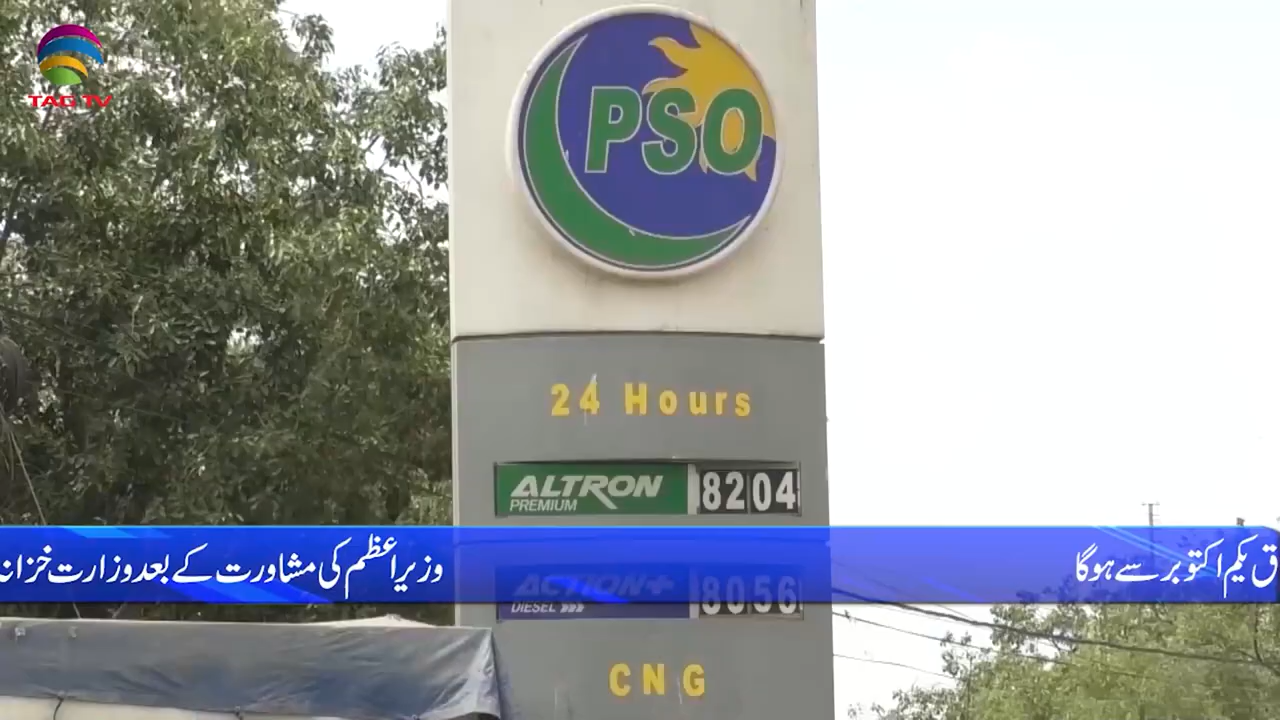 TAG TV
PSO
24 Hours
ALTRON
PREMIUM
8204
ق یکم اکتوبر سے ہوگا
وزیراعظم کی مشاورت کے بعد وزارت خزانہ
ACTION+
DIESEL
8056
CNG